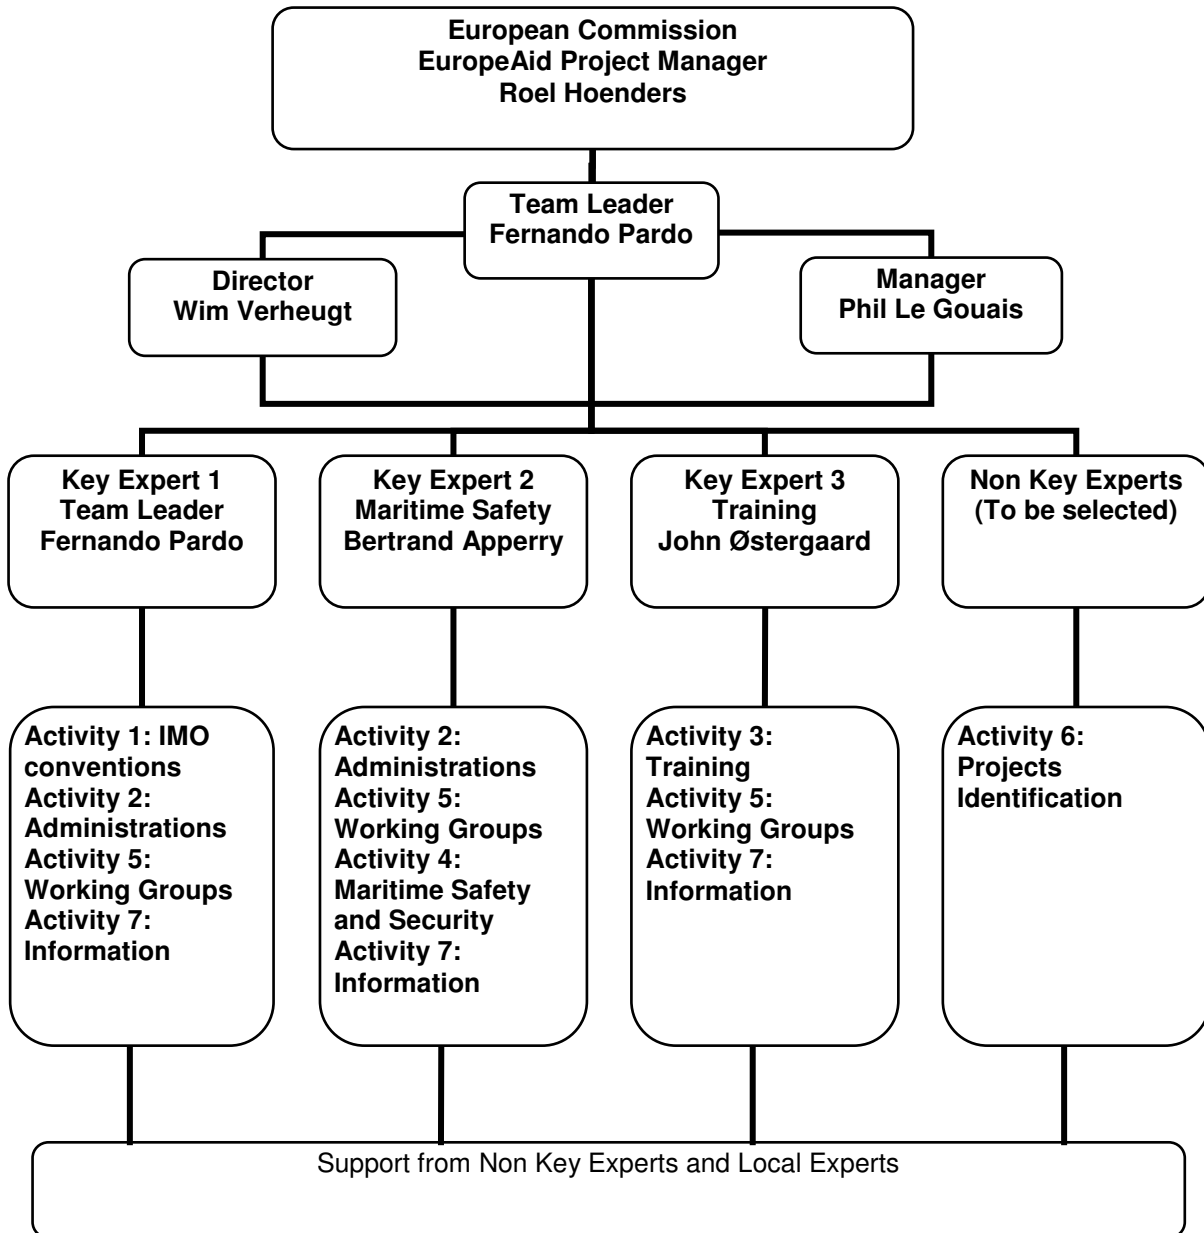 European Commission
EuropeAid Project Manager
Roel Hoenders
Team Leader
Fernando Pardo
Director
Wim Verheugt
Manager
Phil Le Gouais
Key Expert 1
Team Leader
Fernando Pardo
Key Expert 2
Maritime Safety
Bertrand Apperry
Key Expert 3
Training
John Østergaard
Non Key Experts
(To be selected)
Activity 1: IMO
conventions
Activity 2:
Administrations
Activity 5:
Working Groups
Activity 7:
Information
Activity 2:
Administrations
Activity 5:
Working Groups
Activity 4:
Maritime Safety
and Security
Activity 7:
Information
Activity 3:
Training
Activity 5:
Working Groups
Activity 7:
Information
Activity 6:
Projects
Identification
Support from Non Key Experts and Local Experts